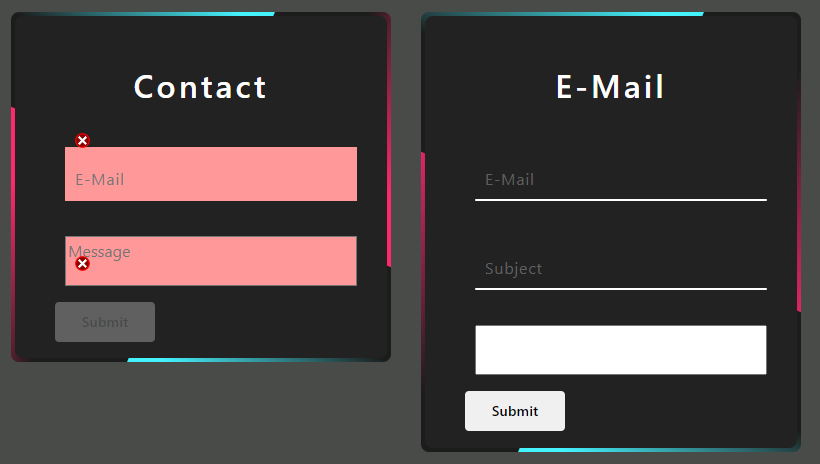 Contact
E-Mail
Message
Submit
E-Mail
E-Mail
Subject
Submit